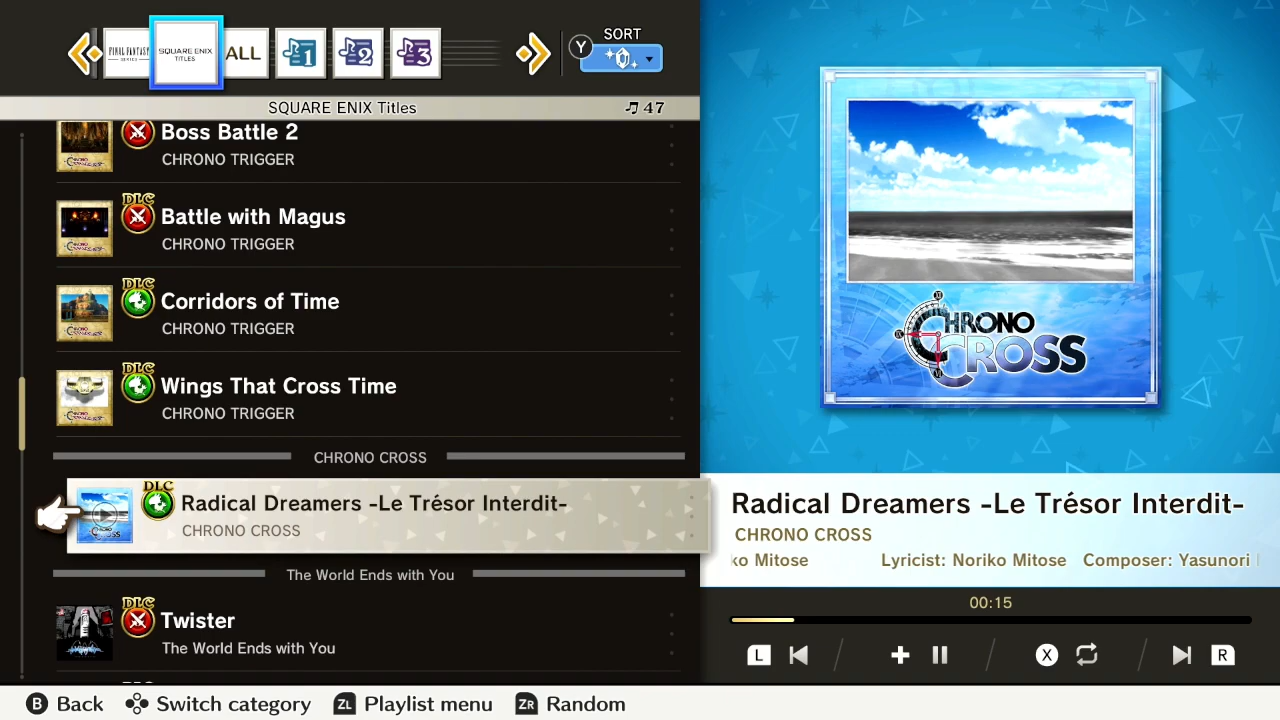 FINAL FANTASY
SERIES
SQUARE ENIX
TITLES
ALL
1
2
3
Y
SORT
SQUARE ENIX Titles
47
Boss Battle 2
CHRONO TRIGGER
DLC
Battle with Magus
CHRONO TRIGGER
DLC
Corridors of Time
CHRONO TRIGGER
DLC
Wings That Cross Time
CHRONO TRIGGER
CHRONO CROSS
DLC
Radical Dreamers -Le Trésor Interdit-
CHRONO CROSS
The World Ends with You
DLC
Twister
The World Ends with You
CHRONO
CROSS
Radical Dreamers -Le Trésor Interdit-
CHRONO CROSS
ko Mitose Lyricist: Noriko Mitose Composer: Yasunori
00:15
L
+
X
R
B Back
Switch category
ZL Playlist menu
ZR Random